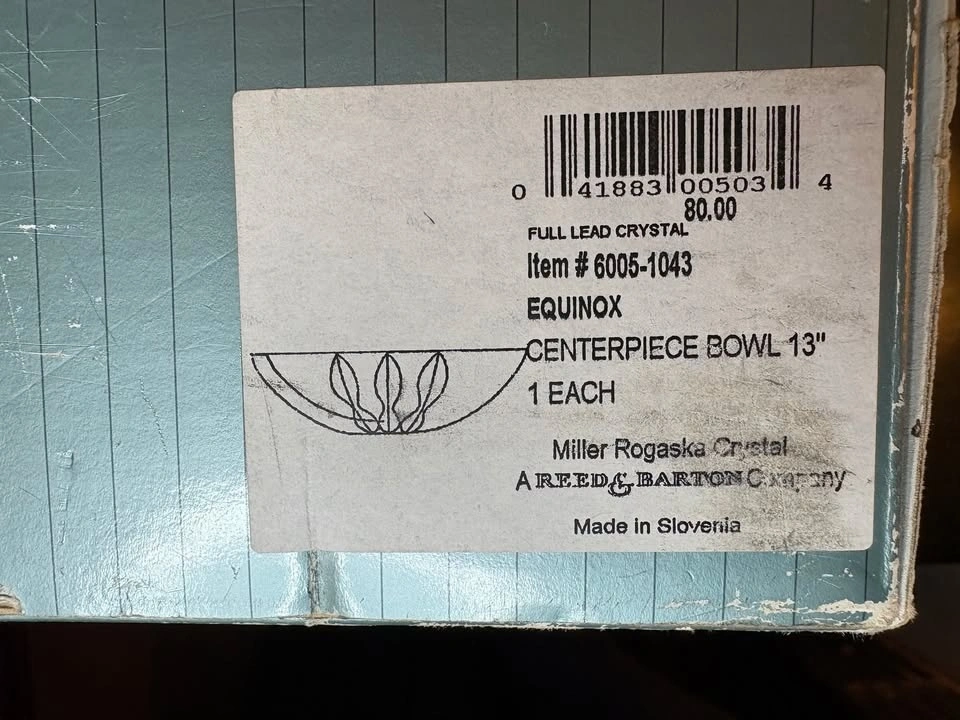 0 41883 00503 4
80.00
FULL LEAD CRYSTAL
Item # 6005-1043
EQUINOX
CENTERPIECE BOWL 13"
1 EACH
Miller Rogaska Crystal
A REED & BARTON Company
Made in Slovenia